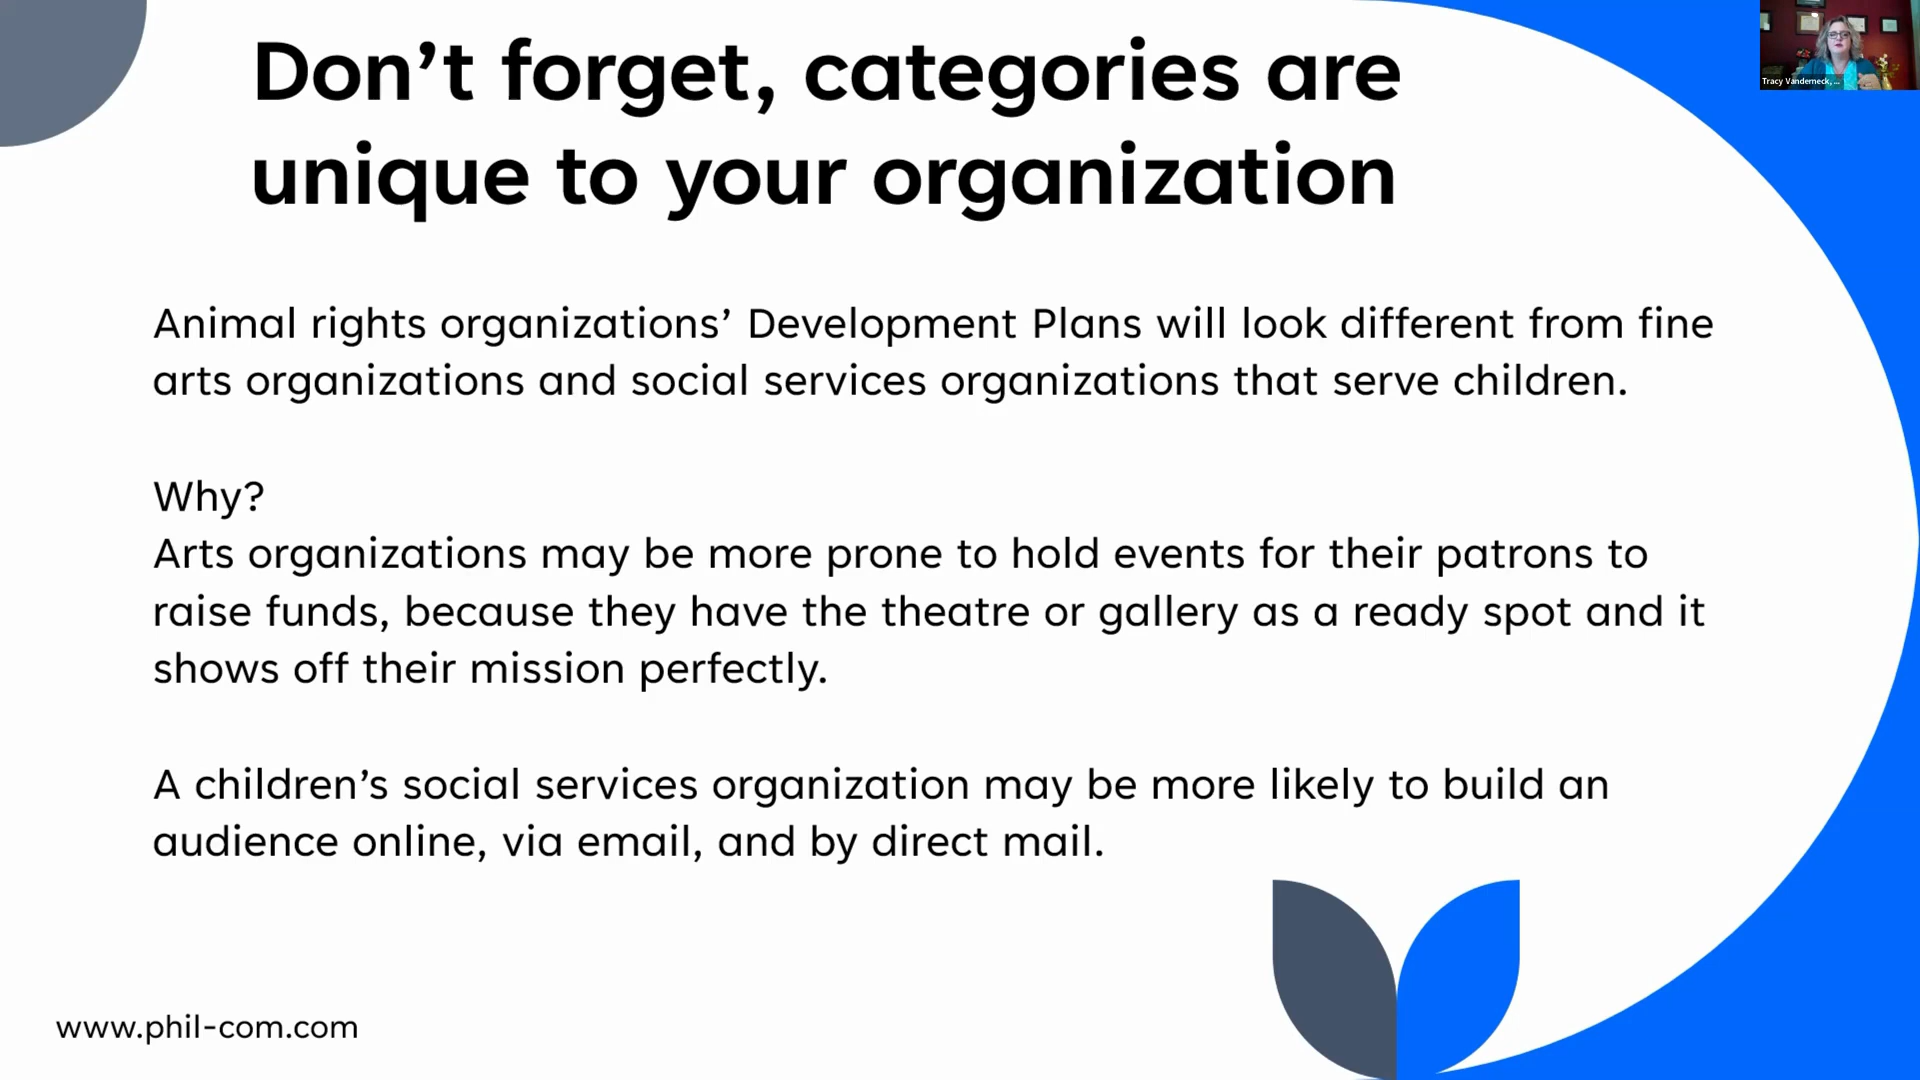 Don’t forget, categories are
unique to your organization
Tracy Vanderneck, ...
Animal rights organizations’ Development Plans will look different from fine
arts organizations and social services organizations that serve children.
Why?
Arts organizations may be more prone to hold events for their patrons to
raise funds, because they have the theatre or gallery as a ready spot and it
shows off their mission perfectly.
A children’s social services organization may be more likely to build an
audience online, via email, and by direct mail.
www.phil-com.com